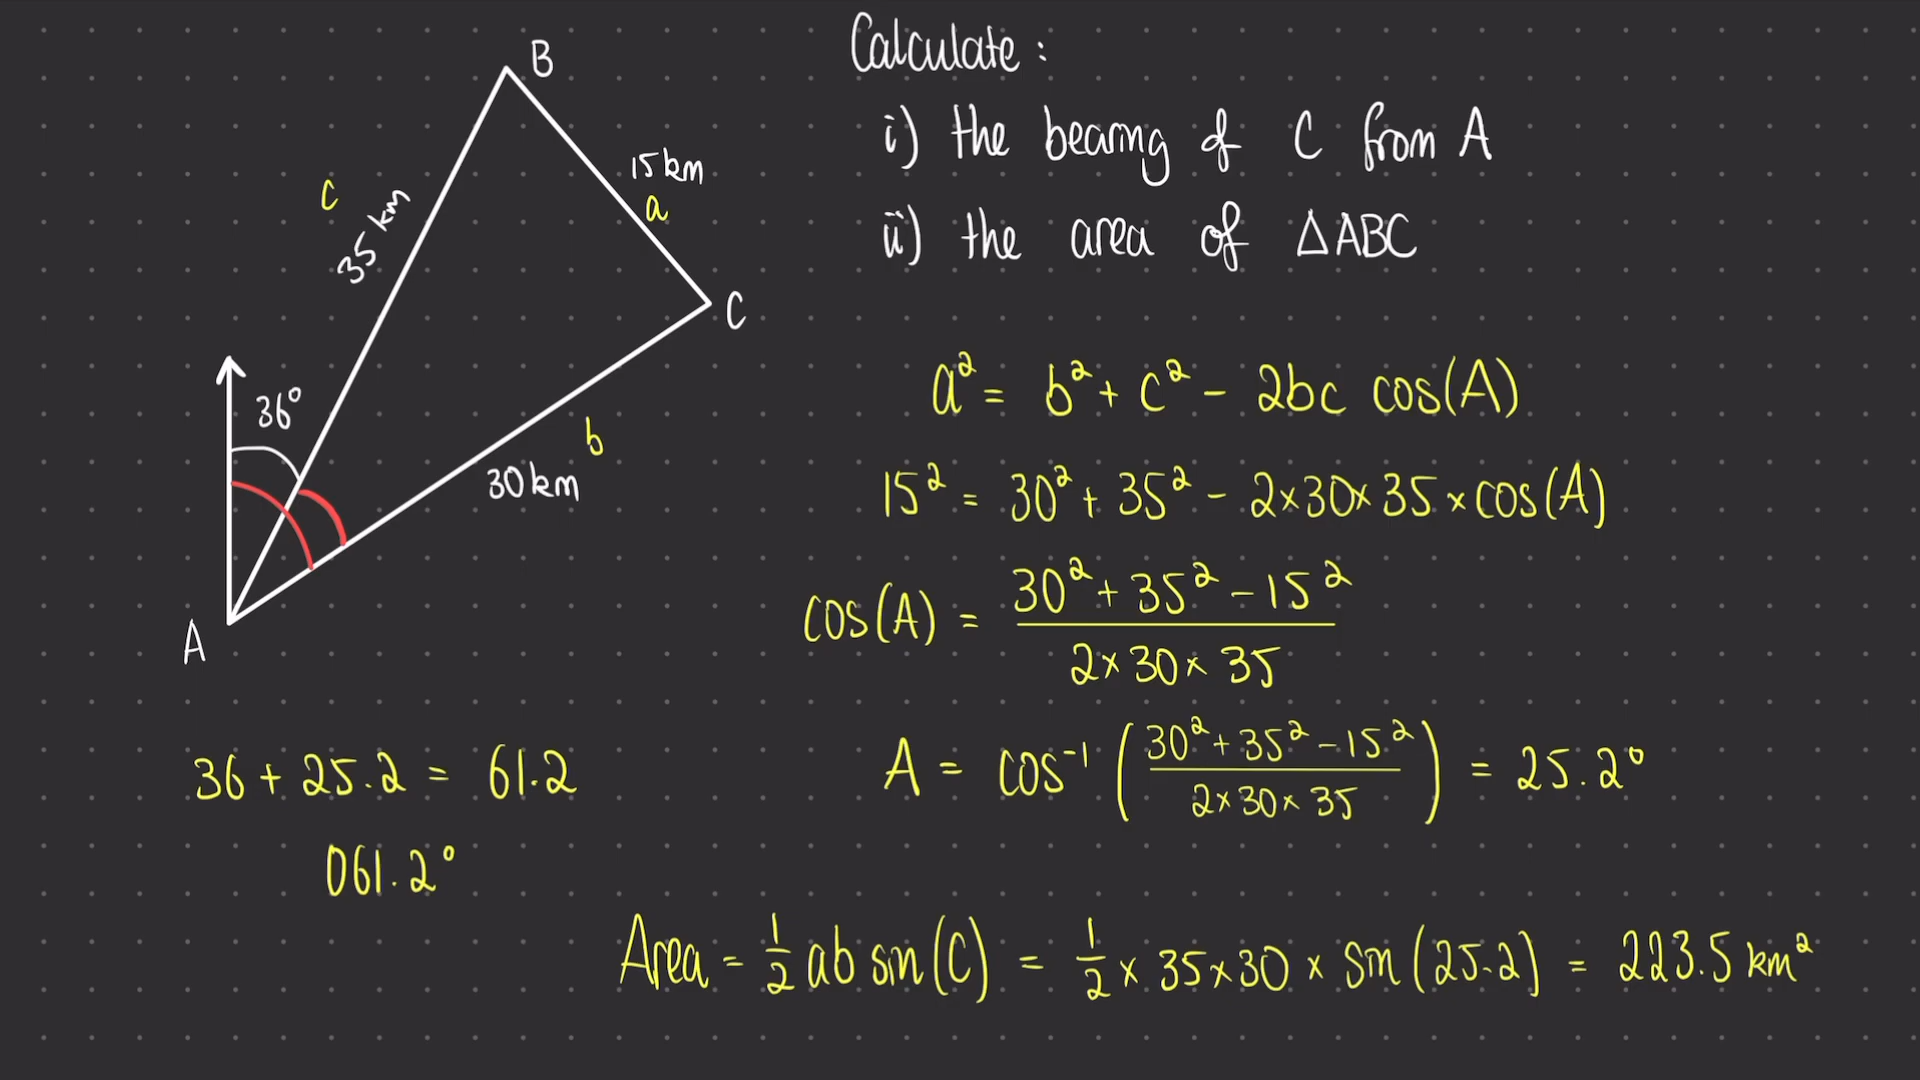 B
15 km
a
c
35 km
C
36°
b
30 km
A
36 + 25.2 = 61.2
061.2°
Calculate :
i) the bearing of C from A
ii) the area of △ABC
a² = b² + c² - 2bc cos(A)
15² = 30² + 35² - 2×30×35×cos(A)
cos(A) = (30² + 35² - 15²) / (2×30×35)
A = cos⁻¹((30² + 35² - 15²) / (2×30×35)) = 25.2°
Area = ½ ab sin(C) = ½ × 35×30 × sin(25.2) = 223.5 km²